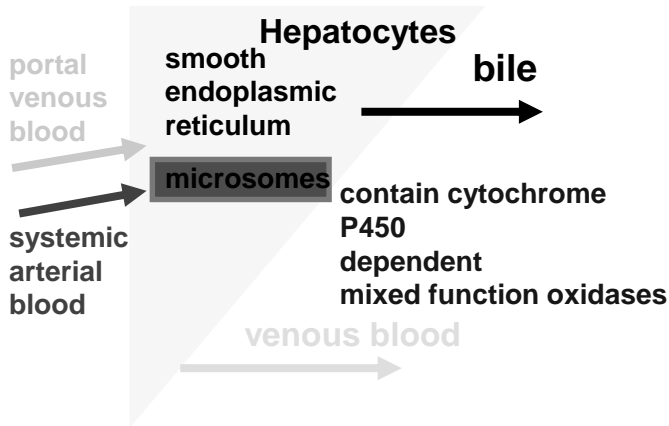 Hepatocytes
portal
venous
blood
smooth
endoplasmic
reticulum
bile
microsomes
contain cytochrome
P450
dependent
mixed function oxidases
systemic
arterial
blood
venous blood